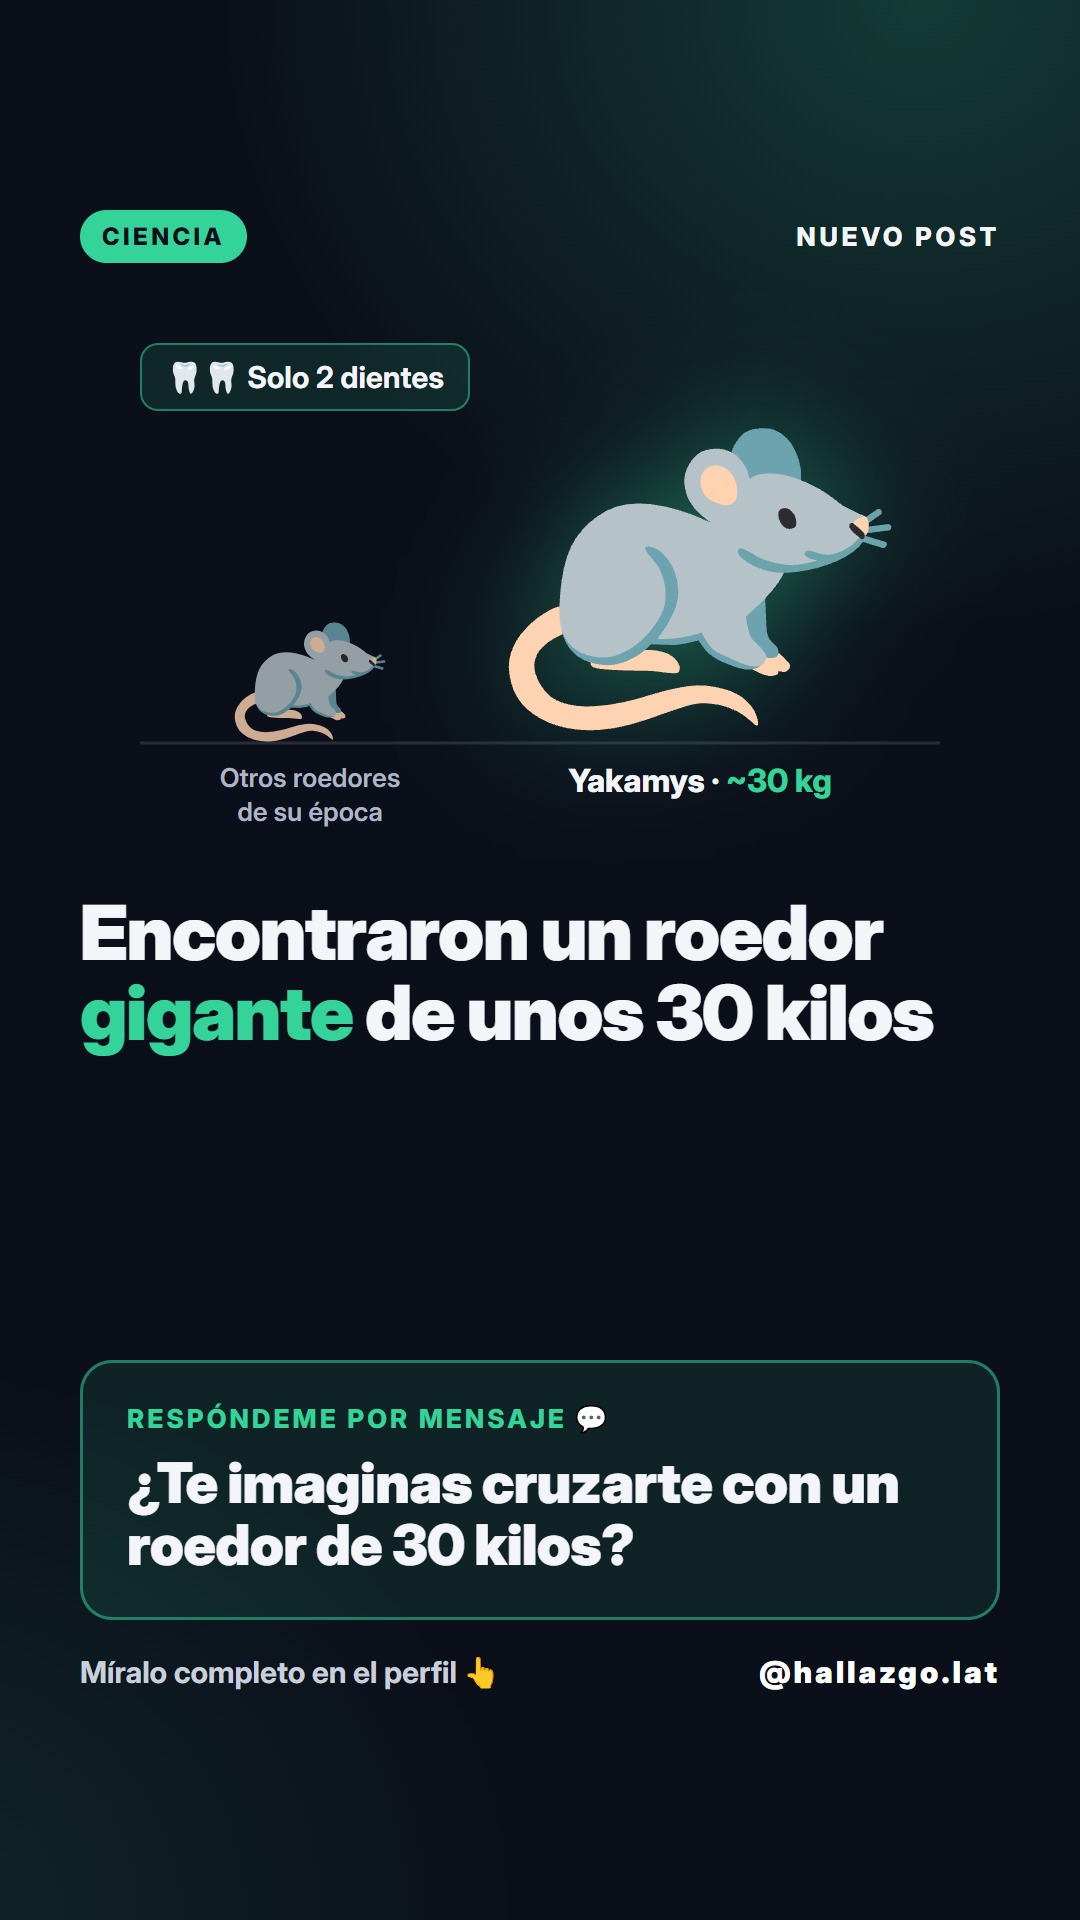 CIENCIA
NUEVO POST
🦷🦷 Solo 2 dientes
Otros roedores
de su época
Yakamys · ~30 kg
Encontraron un roedor
gigante de unos 30 kilos
RESPÓNDEME POR MENSAJE 💬
¿Te imaginas cruzarte con un
roedor de 30 kilos?
Míralo completo en el perfil 👆
@hallazgo.lat